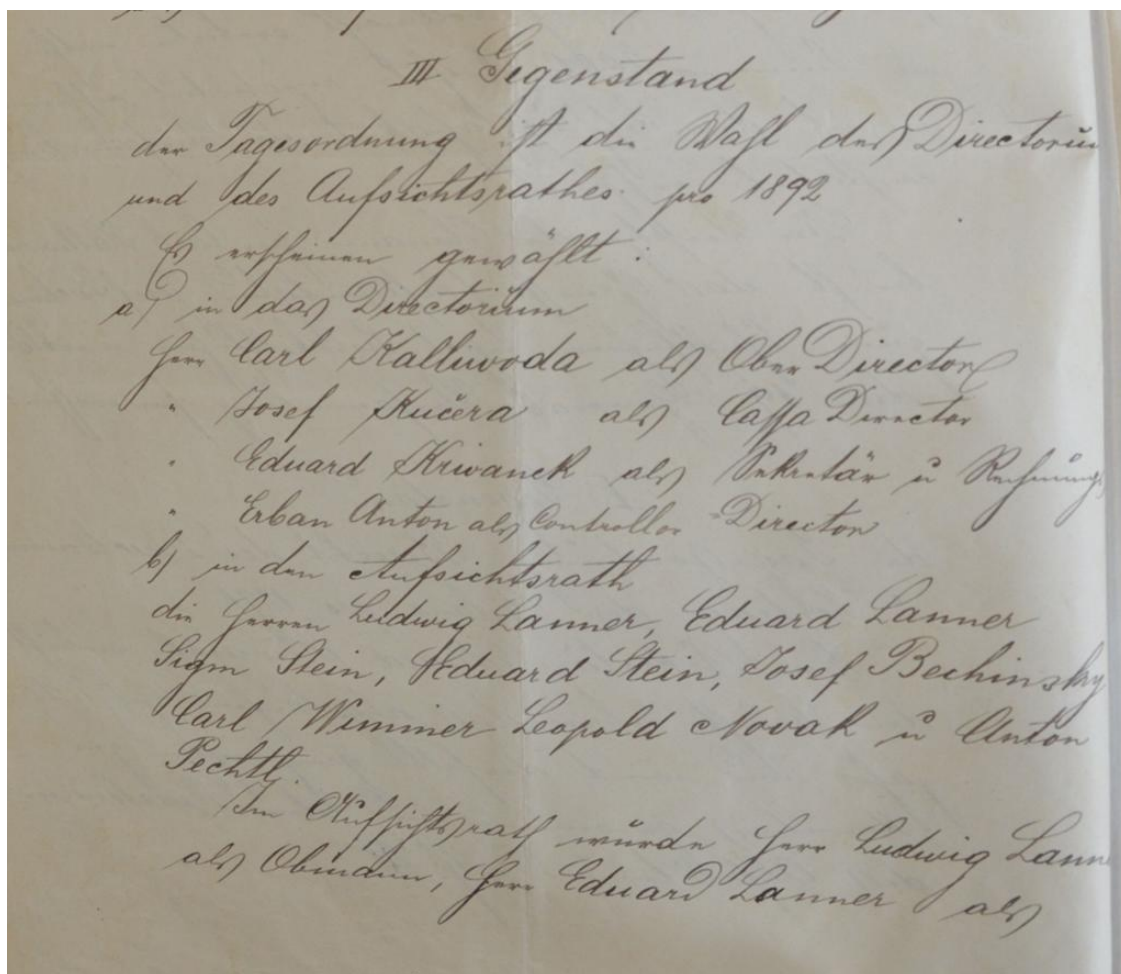 III Gegenstand
der Tagesordnung ist die Wahl des Directoriu
und des Aufsichtsrathes pro 1892
Es erscheinen gewählt :
a) in das Directorium
Herr Carl Kalliwoda als Ober Director
" Josef Kučera als Cassa Director
" Eduard Kriwanek als Sekretär u Rechnungs
" Erban Anton als Controllor-Director
b) in den Aufsichtsrath
die Herren Ludwig Lanner, Eduard Lanner
Sigm Stein, Eduard Stein, Josef Bechinsky
Carl Wimmer Leopold Novak u Anton
Pechtl.
Im Aufsichtsrath wurde Herr Ludwig Lann
als Obmann, Herr Eduard Lanner als